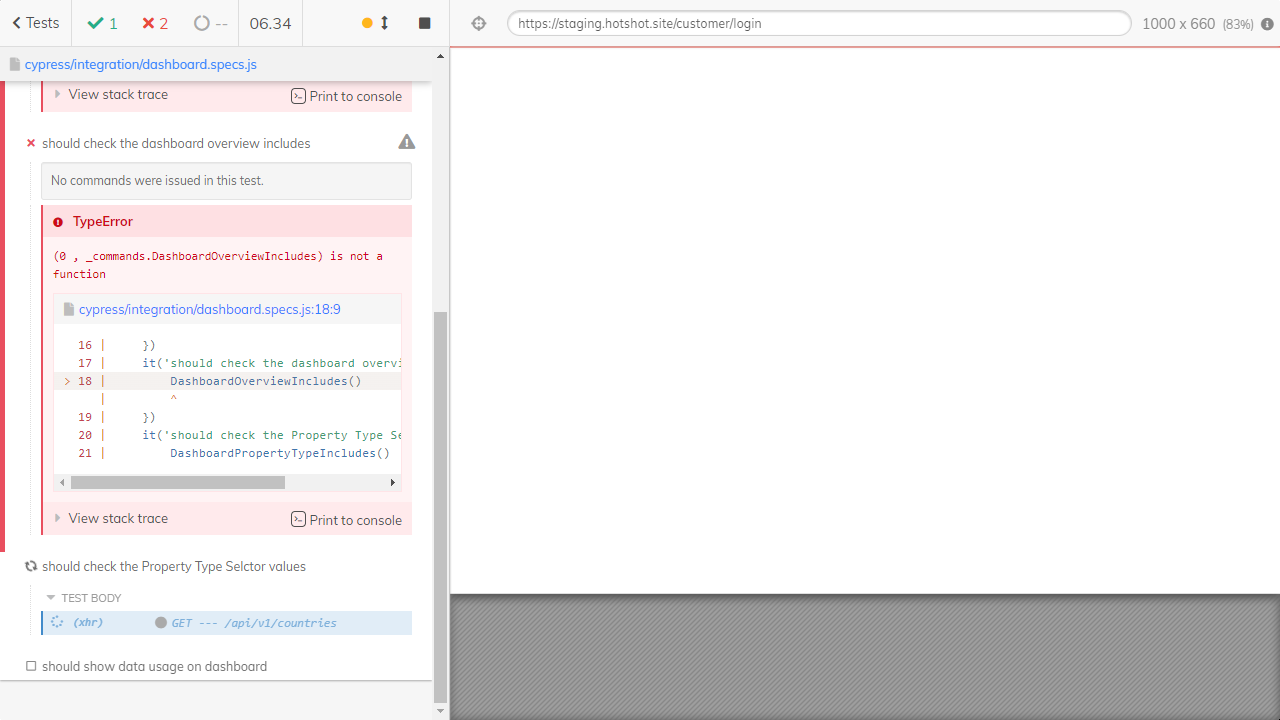 Tests
1
2
--
06.34
https://staging.hotshot.site/customer/login
1000 x 660 (83%)
cypress/integration/dashboard.specs.js
View stack trace
Print to console
should check the dashboard overview includes
No commands were issued in this test.
TypeError
(0 , _commands.DashboardOverviewIncludes) is not a
function
cypress/integration/dashboard.specs.js:18:9
16 | })
17 | it('should check the dashboard overvi
> 18 | DashboardOverviewIncludes()
| ^
19 | })
20 | it('should check the Property Type Se
21 | DashboardPropertyTypeIncludes()
View stack trace
Print to console
should check the Property Type Selctor values
TEST BODY
(xhr) GET --- /api/v1/countries
should show data usage on dashboard